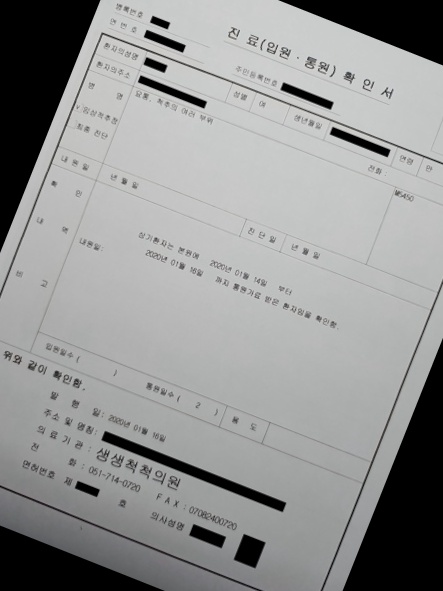 병록번호
연 번 호
진 료(입원 · 통원) 확 인 서
주민등록번호
환자의성명
성별 여
생년월일
연령 만
환자의주소
전화
병 명
요통, 척추의 여러 부위
M5450
임상적추정
최종 진단
내 원 일
년 월 일
진 단 일
년 월 일
확 인 내 역
상기환자는 본원에 2020년 01월 14일 부터
내원일:
2020년 01월 16일 까지 통원가료 받은 환자임을 확인함.
비 고
입원일수 ( )
통원일수 ( 2 )
용 도
위와 같이 확인함.
발 행 일: 2020년 01월 16일
주소 및 명칭:
의 료 기 관 : 생생척척의원
전 화 : 051-714-0720
F A X : 07082400720
면허번호 제 호
의사성명